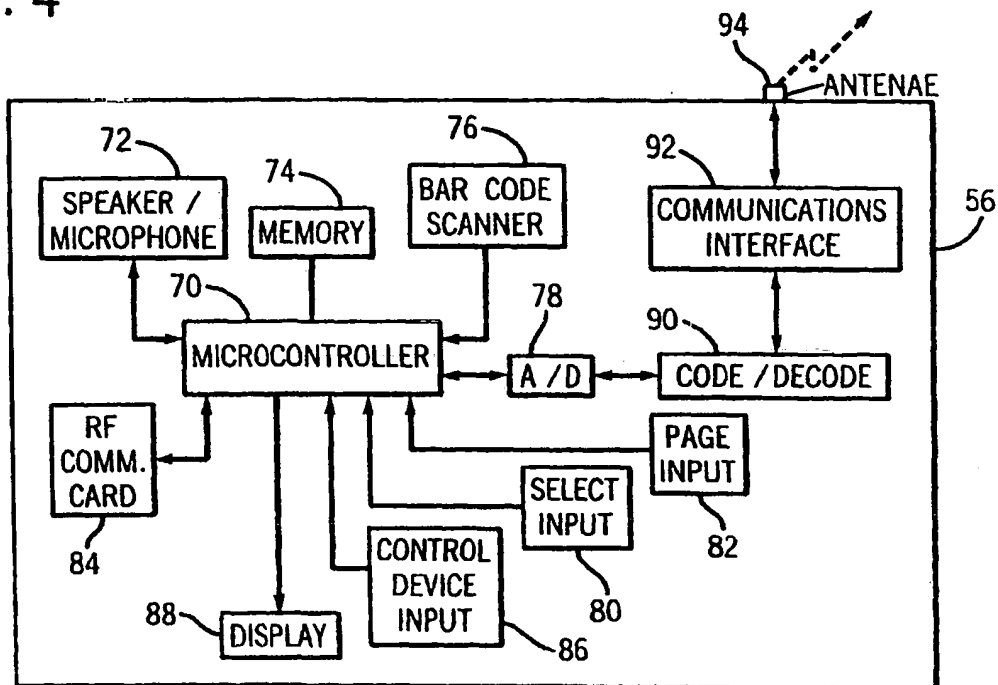 . 4
94
ANTENAE
72
SPEAKER /
MICROPHONE
74
MEMORY
76
BAR CODE
SCANNER
92
COMMUNICATIONS
INTERFACE
56
70
MICROCONTROLLER
78
A / D
90
CODE / DECODE
RF
COMM.
CARD
84
PAGE
INPUT
82
SELECT
INPUT
80
CONTROL
DEVICE
INPUT
86
88
DISPLAY